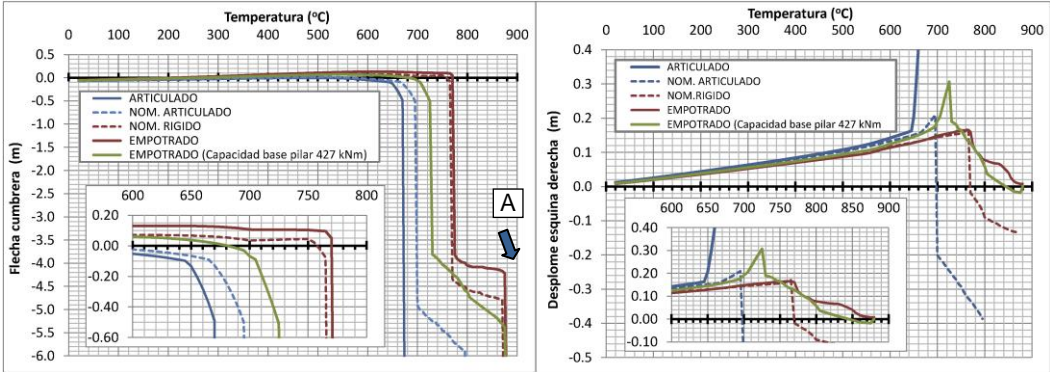 Temperatura (ºC)
0 100 200 300 400 500 600 700 800 900
0.5
0.0
-0.5
-1.0
-1.5
-2.0
-2.5
-3.0
-3.5
-4.0
-4.5
-5.0
-5.5
-6.0
Flecha cumbrera (m)
ARTICULADO
NOM. ARTICULADO
NOM. RIGIDO
EMPOTRADO
EMPOTRADO (Capacidad base pilar 427 kNm)
600 700 800
0.20
0.00
-0.20
-0.40
-0.60
A
Temperatura (ºC)
0 100 200 300 400 500 600 700 800 900
0.4
0.3
0.2
0.1
0.0
-0.1
-0.2
-0.3
-0.4
-0.5
Desplome esquina derecha (m)
ARTICULADO
NOM. ARTICULADO
NOM.RIGIDO
EMPOTRADO
EMPOTRADO (Capacidad base pilar 427 kNm
600 650 700 750 800 850 900
0.40
0.30
0.20
0.10
0.00
-0.10